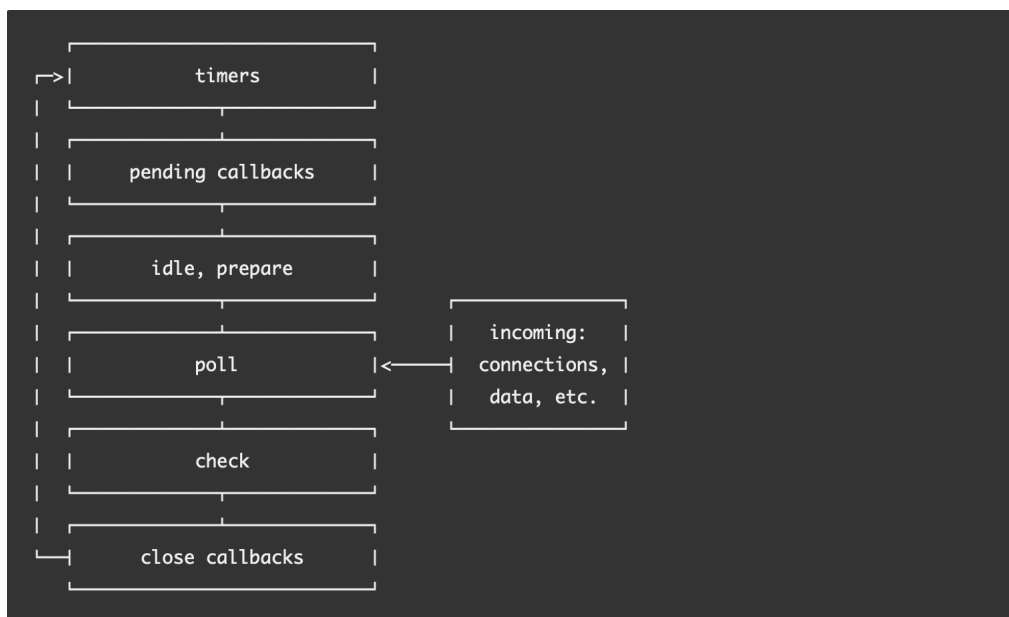 timers
pending callbacks
idle, prepare
poll
incoming:
connections,
data, etc.
check
close callbacks